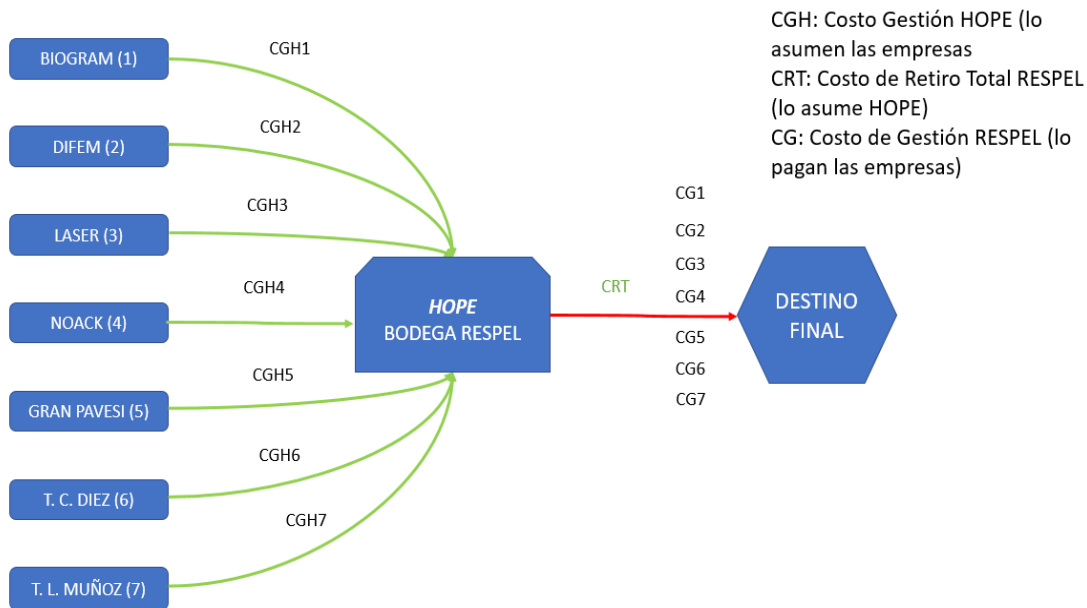 CGH: Costo Gestión HOPE (lo
asumen las empresas
CRT: Costo de Retiro Total RESPEL
(lo asume HOPE)
CG: Costo de Gestión RESPEL (lo
pagan las empresas)
BIOGRAM (1)
CGH1
DIFEM (2)
CGH2
LASER (3)
CGH3
NOACK (4)
CGH4
GRAN PAVESI (5)
CGH5
T. C. DIEZ (6)
CGH6
T. L. MUÑOZ (7)
CGH7
HOPE
BODEGA RESPEL
CRT
CG1
CG2
CG3
CG4
CG5
CG6
CG7
DESTINO
FINAL